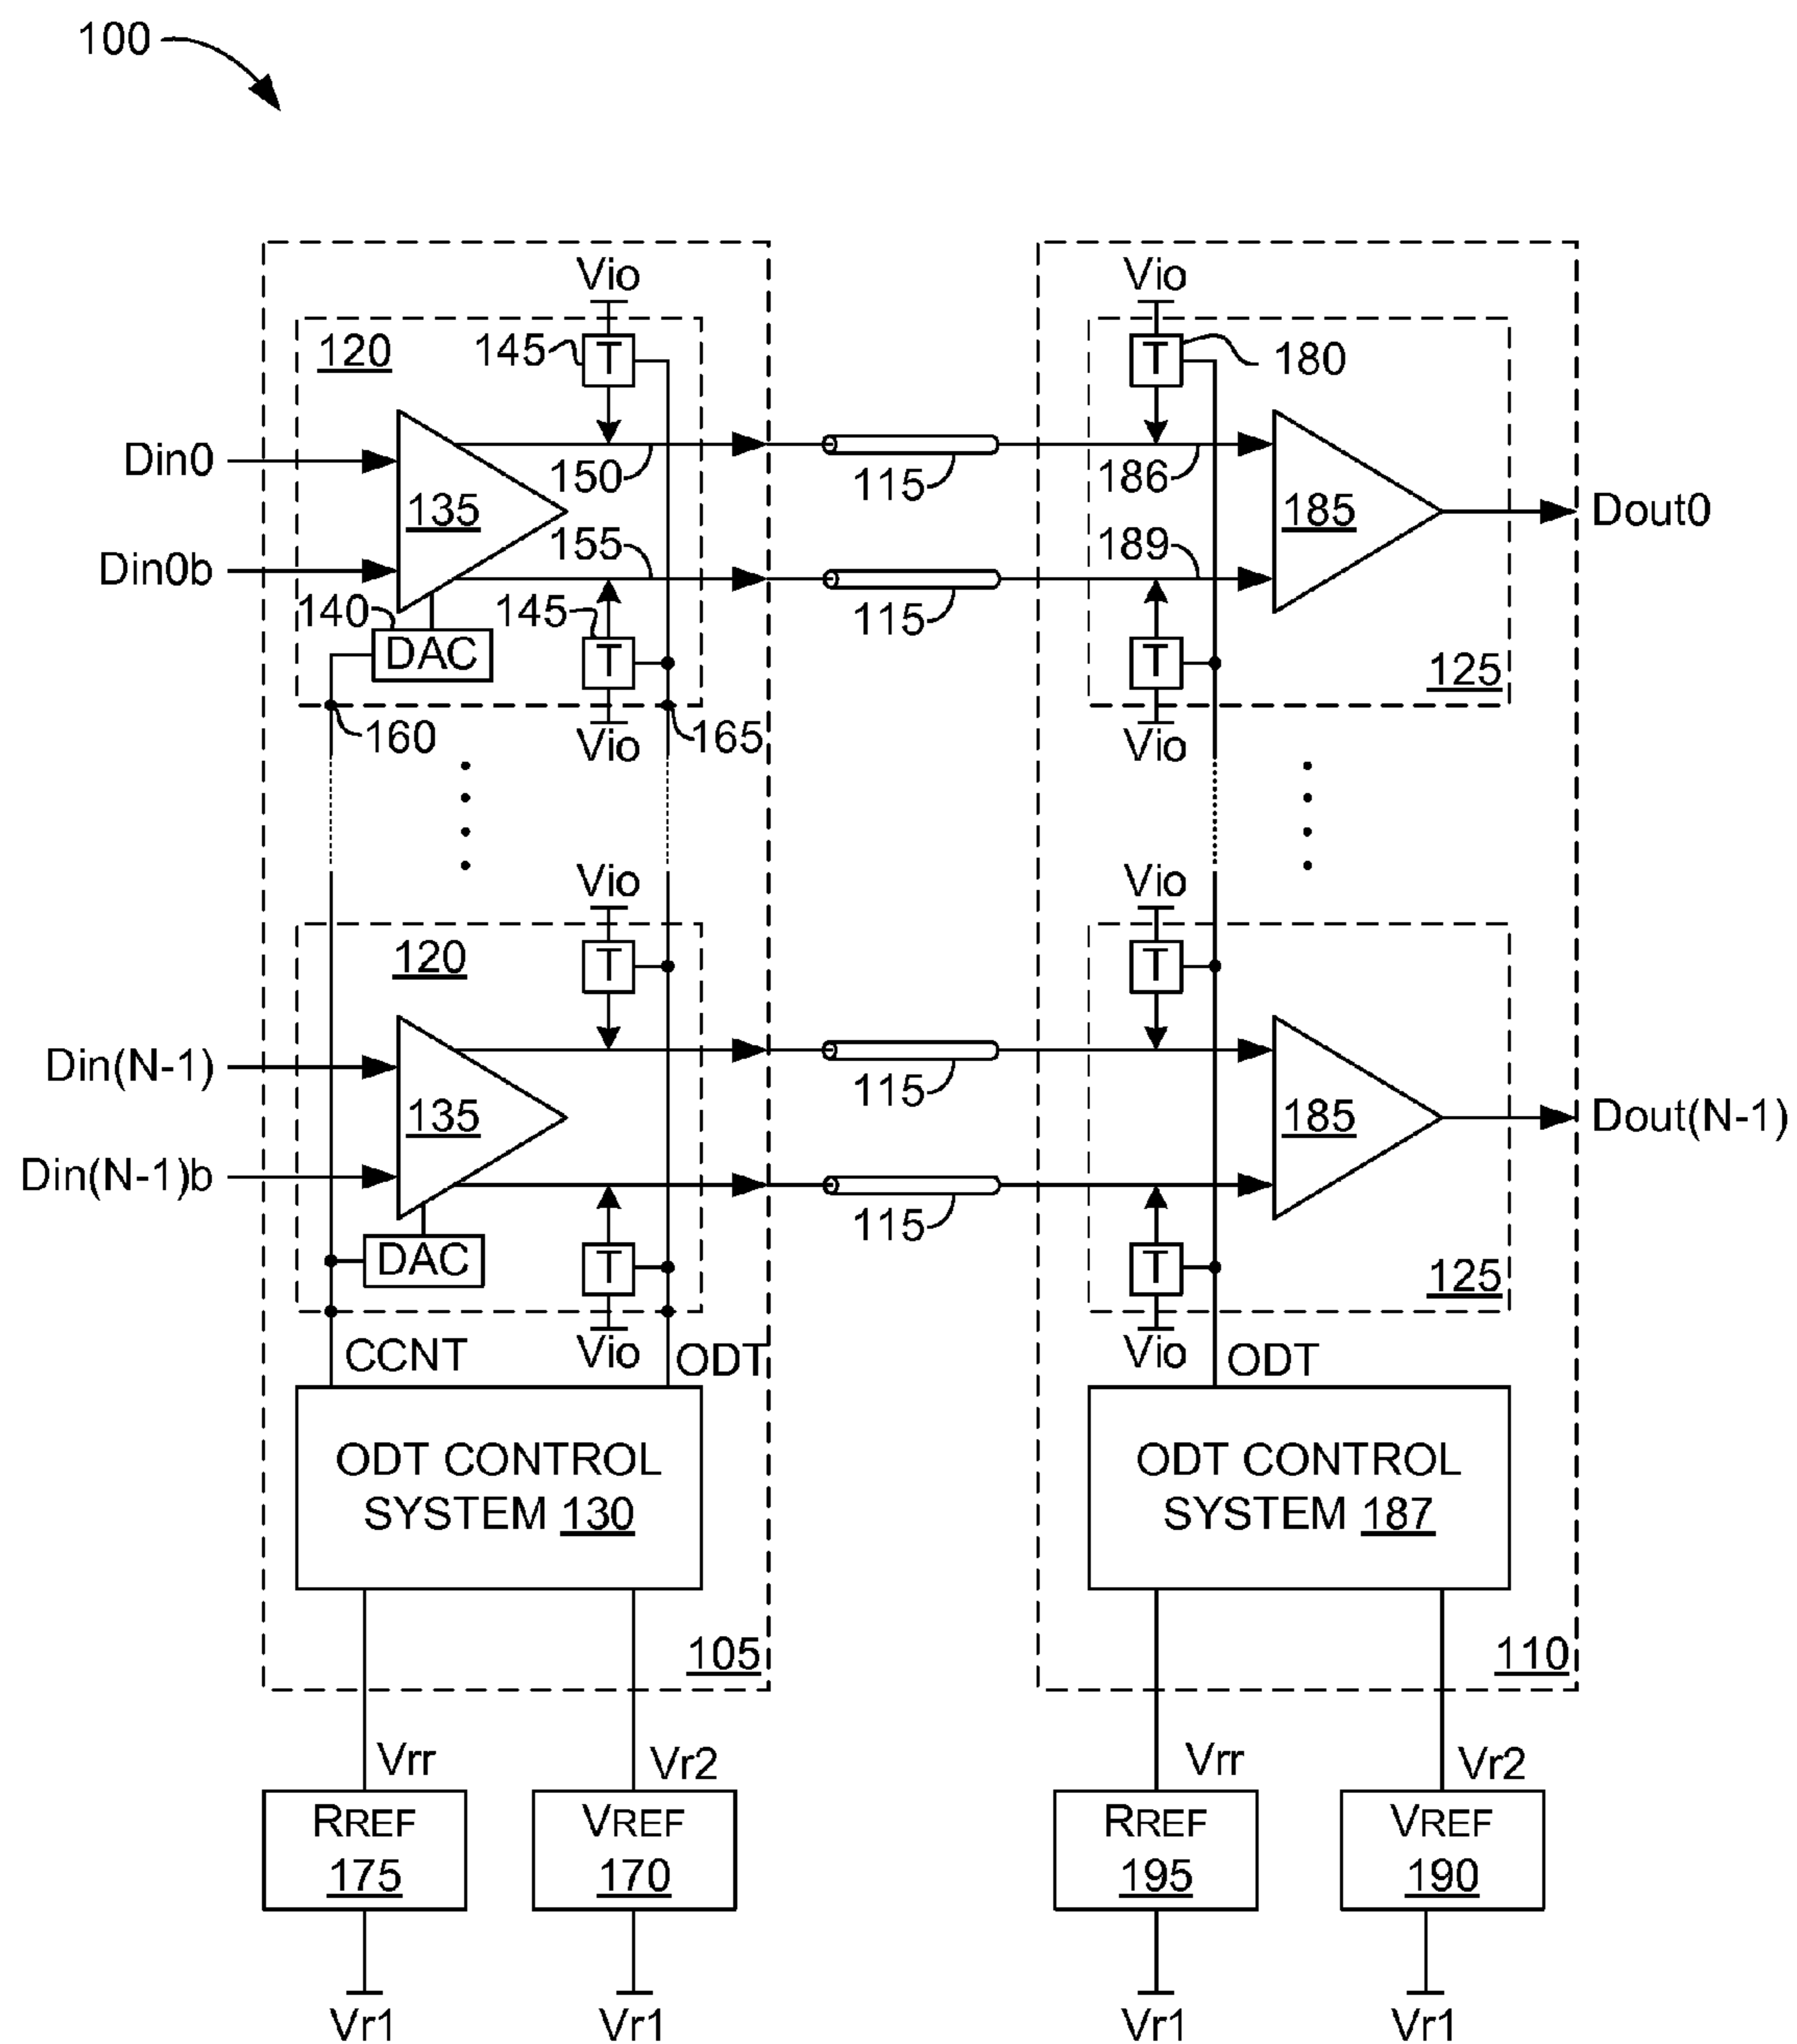 100
Vio
Vio
120
145
T
T
180
Din0
135
150
115
186
185
Dout0
155
189
Din0b
140
145
115
DAC
T
T
125
160
Vio
165
Vio
Vio
Vio
120
T
T
Din(N-1)
135
115
185
Dout(N-1)
Din(N-1)b
115
DAC
T
T
125
CCNT
Vio
ODT
Vio
ODT
ODT CONTROL
SYSTEM 130
ODT CONTROL
SYSTEM 187
105
110
Vrr
Vr2
Vrr
Vr2
RREF
175
VREF
170
RREF
195
VREF
190
Vr1
Vr1
Vr1
Vr1